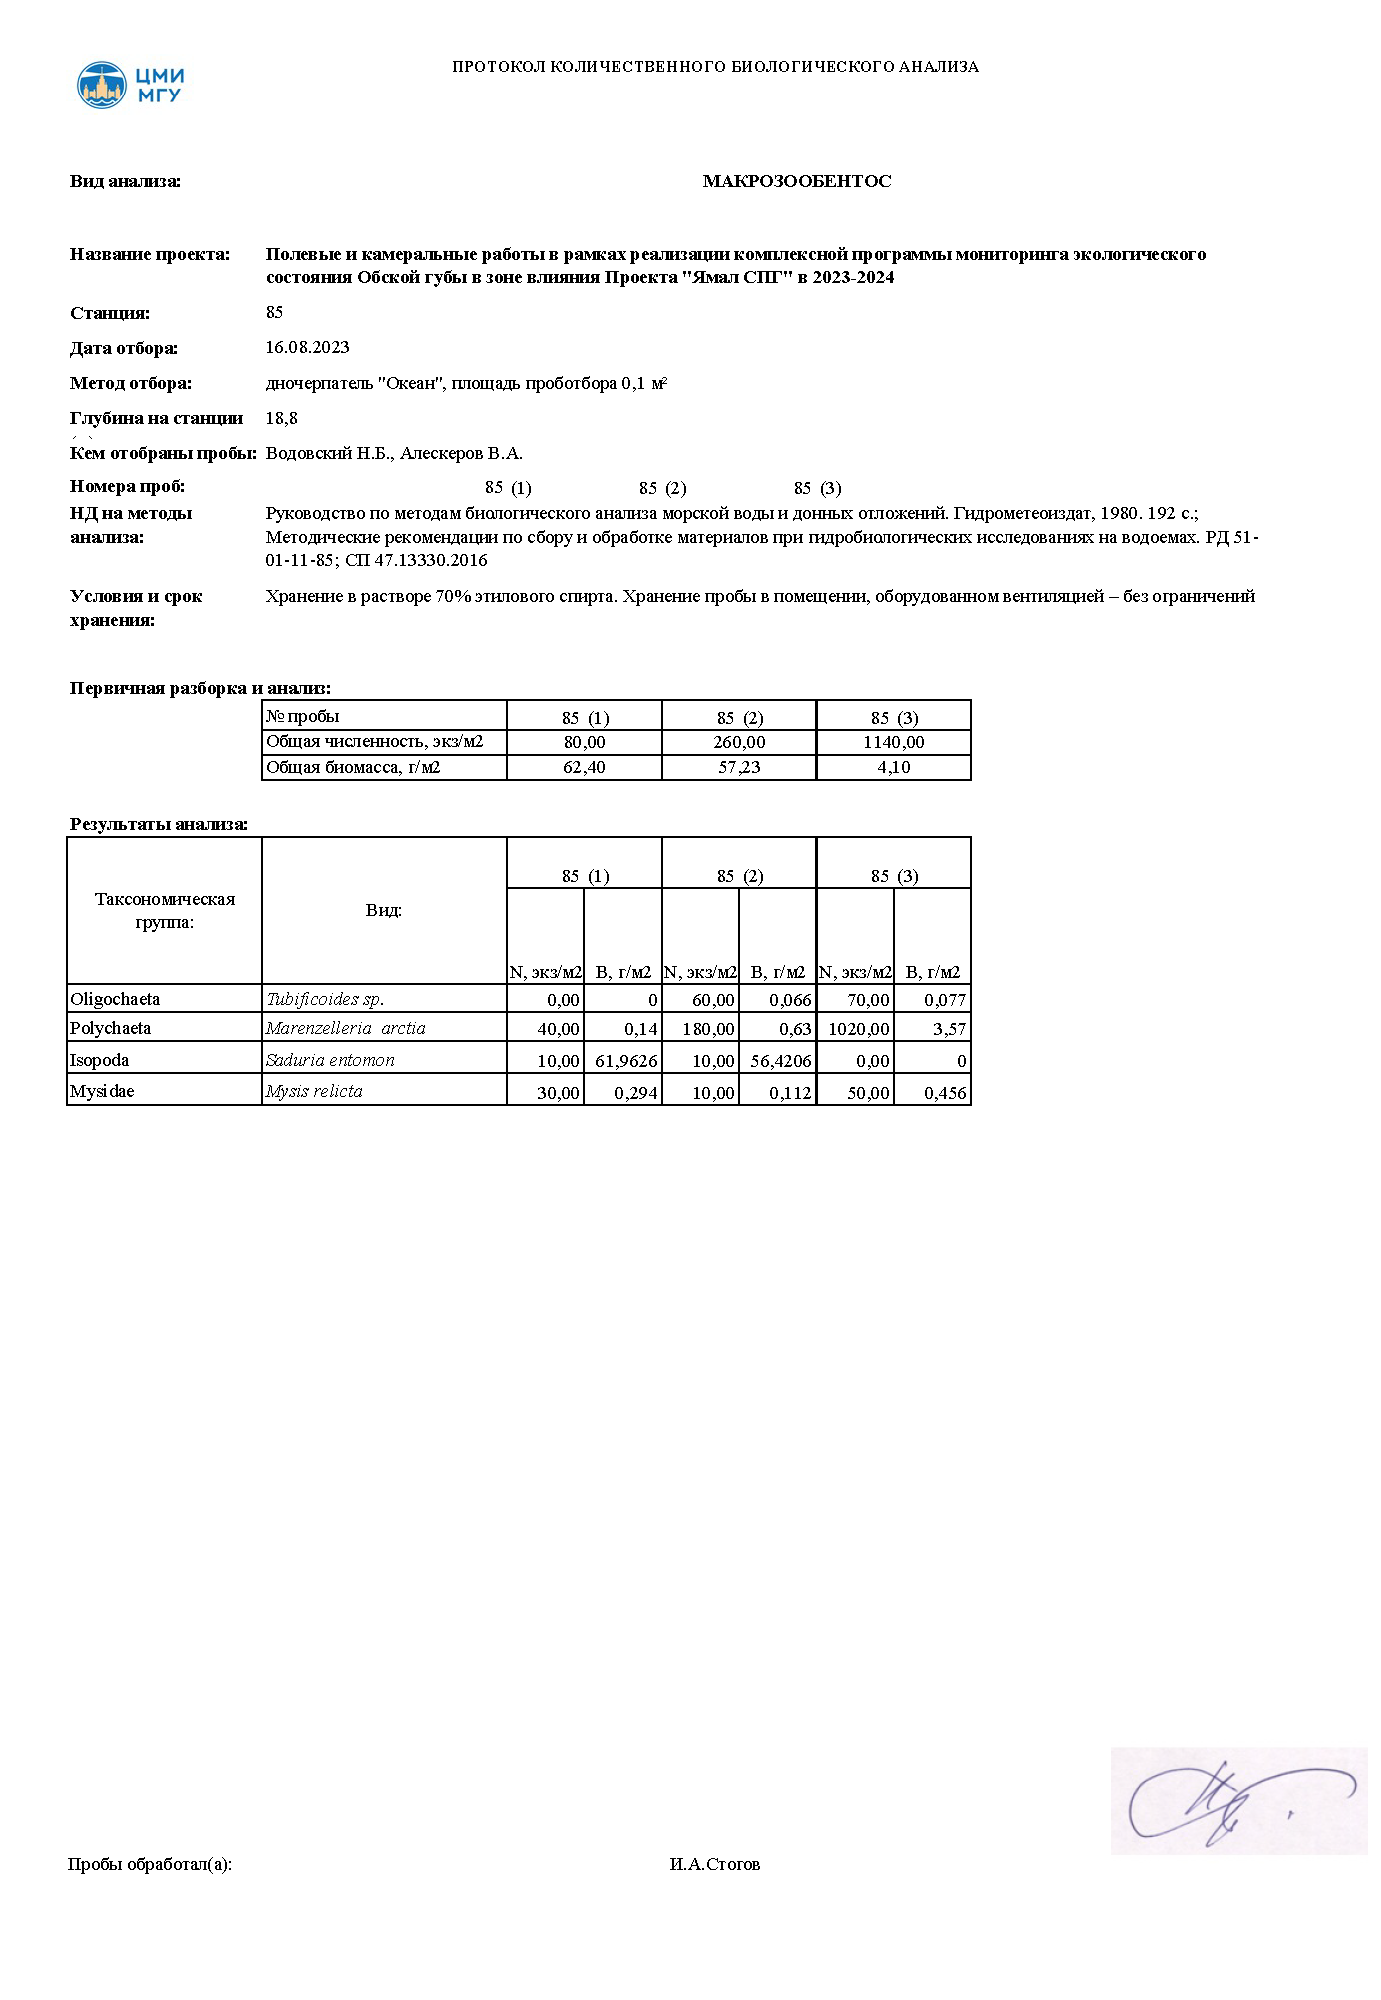 ЦМИ
МГУ
ПРОТОКОЛ КОЛИЧЕСТВЕННОГО БИОЛОГИЧЕСКОГО АНАЛИЗА
Вид анализа: МАКРОЗООБЕНТОС
Название проекта: Полевые и камеральные работы в рамках реализации комплексной программы мониторинга экологического
состояния Обской губы в зоне влияния Проекта "Ямал СПГ" в 2023-2024
Станция: 85
Дата отбора: 16.08.2023
Метод отбора: дночерпатель "Океан", площадь проботбора 0,1 м²
Глубина на станции 18,8
Кем отобраны пробы: Водовский Н.Б., Алескеров В.А.
Номера проб: 85 (1) 85 (2) 85 (3)
НД на методы Руководство по методам биологического анализа морской воды и донных отложений. Гидрометеоиздат, 1980. 192 с.;
анализа: Методические рекомендации по сбору и обработке материалов при гидробиологических исследованиях на водоемах. РД 51-
01-11-85; СП 47.13330.2016
Условия и срок Хранение в растворе 70% этилового спирта. Хранение пробы в помещении, оборудованном вентиляцией – без ограничений
хранения:
Первичная разборка и анализ:
№ пробы 85 (1) 85 (2) 85 (3)
Общая численность, экз/м2 80,00 260,00 1140,00
Общая биомасса, г/м2 62,40 57,23 4,10
Результаты анализа:
85 (1) 85 (2) 85 (3)
Таксономическая
группа: Вид:
N, экз/м2 B, г/м2 N, экз/м2 B, г/м2 N, экз/м2 B, г/м2
Oligochaeta Tubificoides sp. 0,00 0 60,00 0,066 70,00 0,077
Polychaeta Marenzelleria arctia 40,00 0,14 180,00 0,63 1020,00 3,57
Isopoda Saduria entomon 10,00 61,9626 10,00 56,4206 0,00 0
Mysidae Mysis relicta 30,00 0,294 10,00 0,112 50,00 0,456
Пробы обработал(а): И.А.Стогов